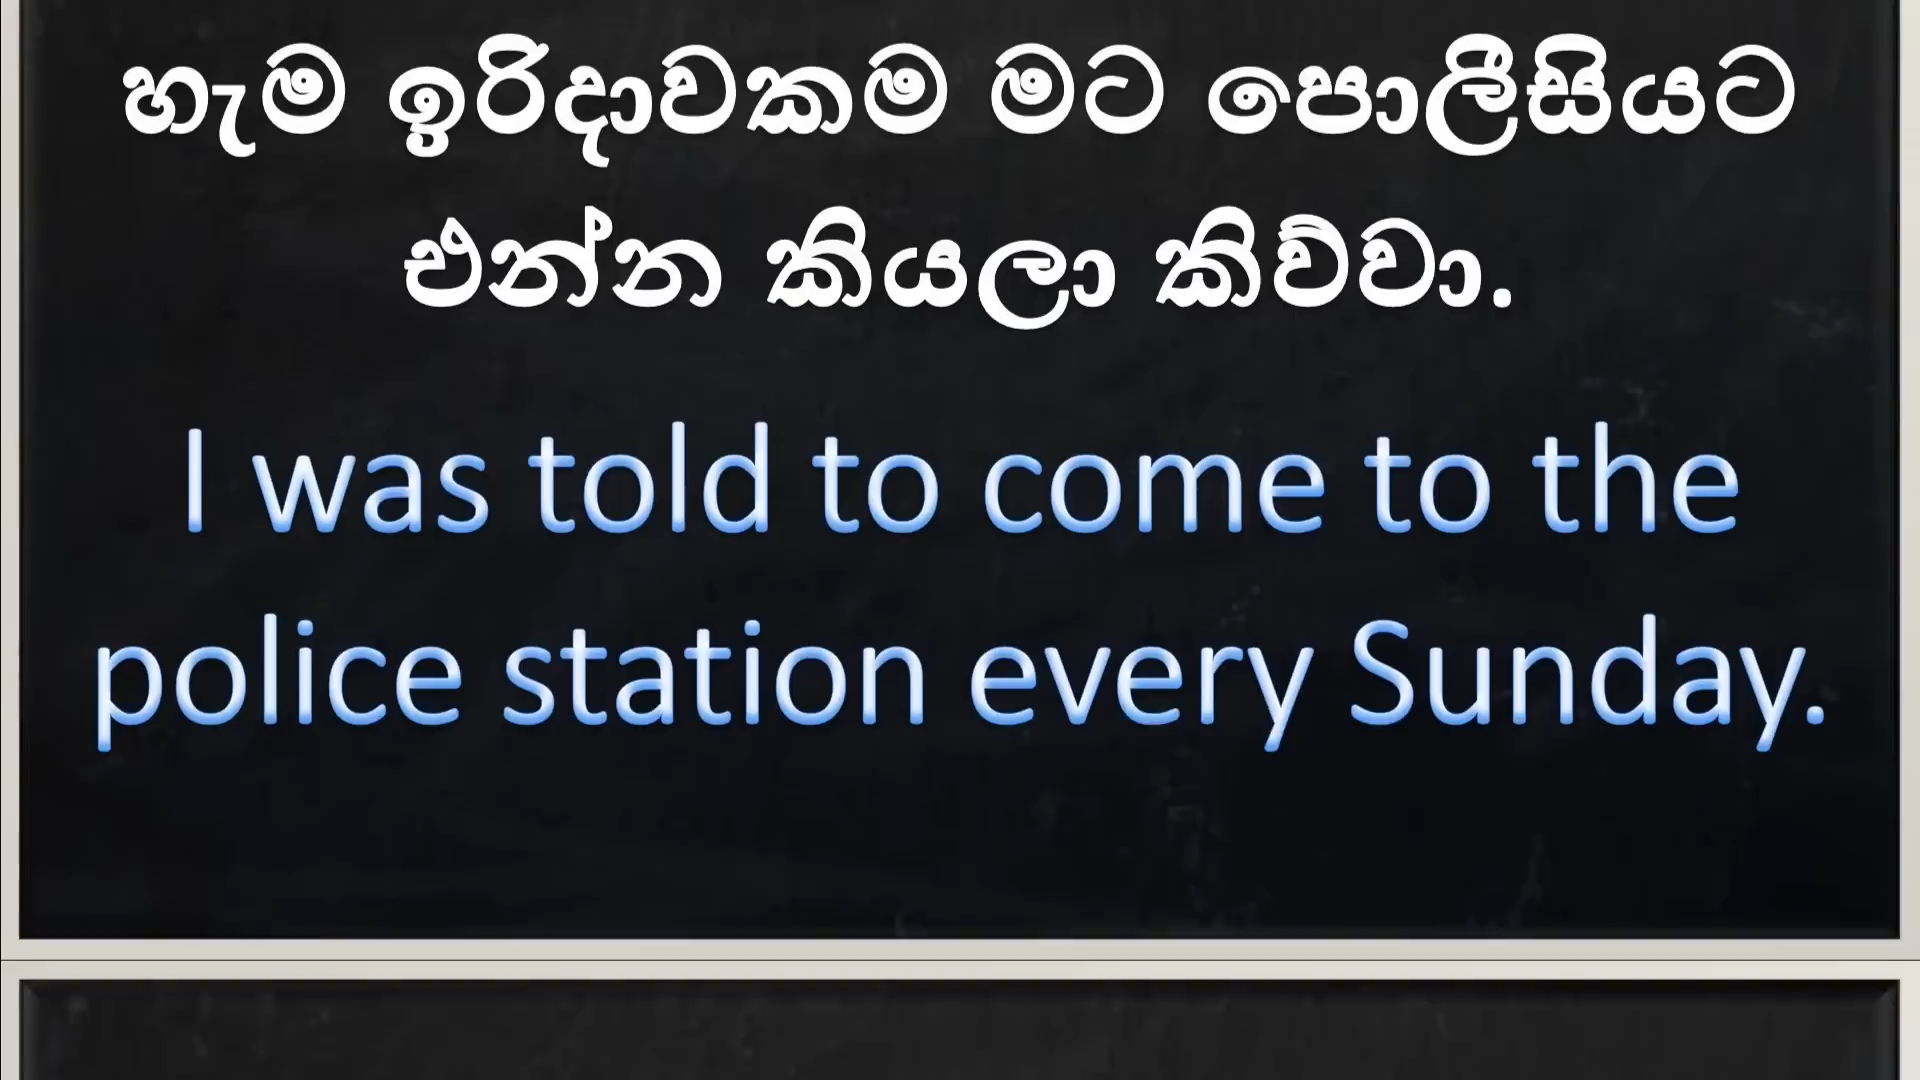 හැම ඉරිදාවකම මට පොලීසියට
එන්න කියලා කිව්වා.
I was told to come to the
police station every Sunday.